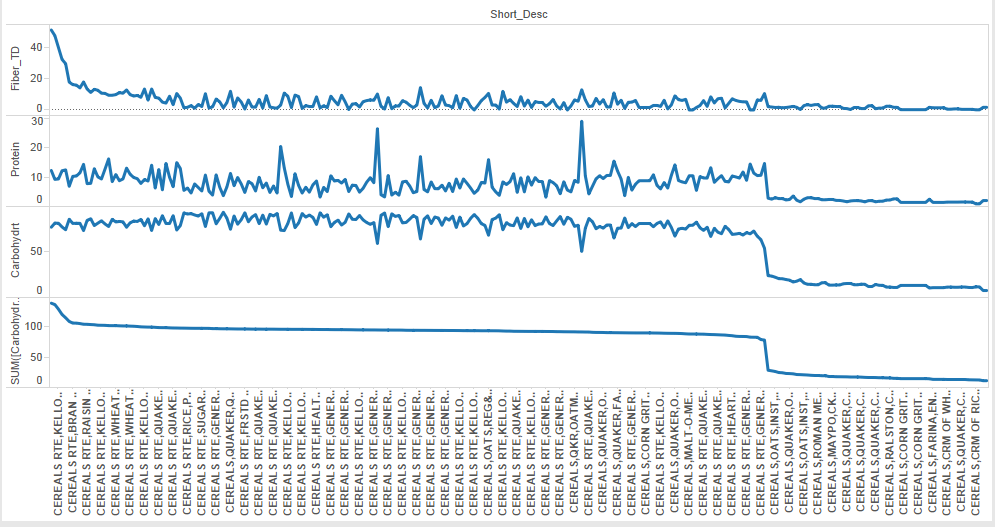 Short_Desc
Fiber_TD
40
20
0
Protein
30
20
10
0
Carbohydrt
50
0
SUM([Carbohydr..
100
50
0
CEREALS RTE,KELLO..
CEREALS RTE,BRAN ..
CEREALS RTE,RAISIN..
CEREALS RTE,KELLO..
CEREALS RTE,WHEAT..
CEREALS RTE,WHEAT..
CEREALS RTE,KELLO..
CEREALS RTE,QUAKE..
CEREALS RTE,QUAKE..
CEREALS RTE,RICE,P..
CEREALS RTE,SUGAR..
CEREALS RTE,GENER..
CEREALS,QUAKER,Q..
CEREALS RTE,FRSTD ..
CEREALS RTE,QUAKE..
CEREALS RTE,QUAKE..
CEREALS RTE,KELLO..
CEREALS RTE,KELLO..
CEREALS RTE,HEALT..
CEREALS RTE,GENER..
CEREALS RTE,GENER..
CEREALS RTE,KELLO..
CEREALS RTE,GENER..
CEREALS RTE,GENER..
CEREALS RTE,KELLO..
CEREALS RTE,GENER..
CEREALS RTE,GENER..
CEREALS RTE,QUAKE..
CEREALS RTE,KELLO..
CEREALS RTE,KELLO..
CEREALS,OATS,REG&..
CEREALS RTE,KELLO..
CEREALS RTE,QUAKE..
CEREALS RTE,GENER..
CEREALS RTE,GENER..
CEREALS RTE,GENER..
CEREALS,QKR,OATM..
CEREALS RTE,QUAKE..
CEREALS,QUAKER,O..
CEREALS,QUAKER,FA..
CEREALS RTE,GENER..
CEREALS,CORN GRIT..
CEREALS RTE,KELLO..
CEREALS RTE,QUAKE..
CEREALS,MALT-O-ME..
CEREALS RTE,QUAKE..
CEREALS RTE,QUAKE..
CEREALS RTE,HEART..
CEREALS RTE,GENER..
CEREALS RTE,GENER..
CEREALS,OATS,INST,..
CEREALS,QUAKER,O..
CEREALS,OATS,INST,..
CEREALS,ROMAN ME..
CEREALS,MAYPO,CK..
CEREALS,QUAKER,C..
CEREALS,QUAKER,C..
CEREALS,QUAKER,C..
CEREALS,RALSTON,C..
CEREALS,CORN GRIT..
CEREALS,CORN GRIT..
CEREALS,FARINA,EN..
CEREALS,CRM OF WH..
CEREALS,QUAKER,C..
CEREALS,CRM OF RIC..